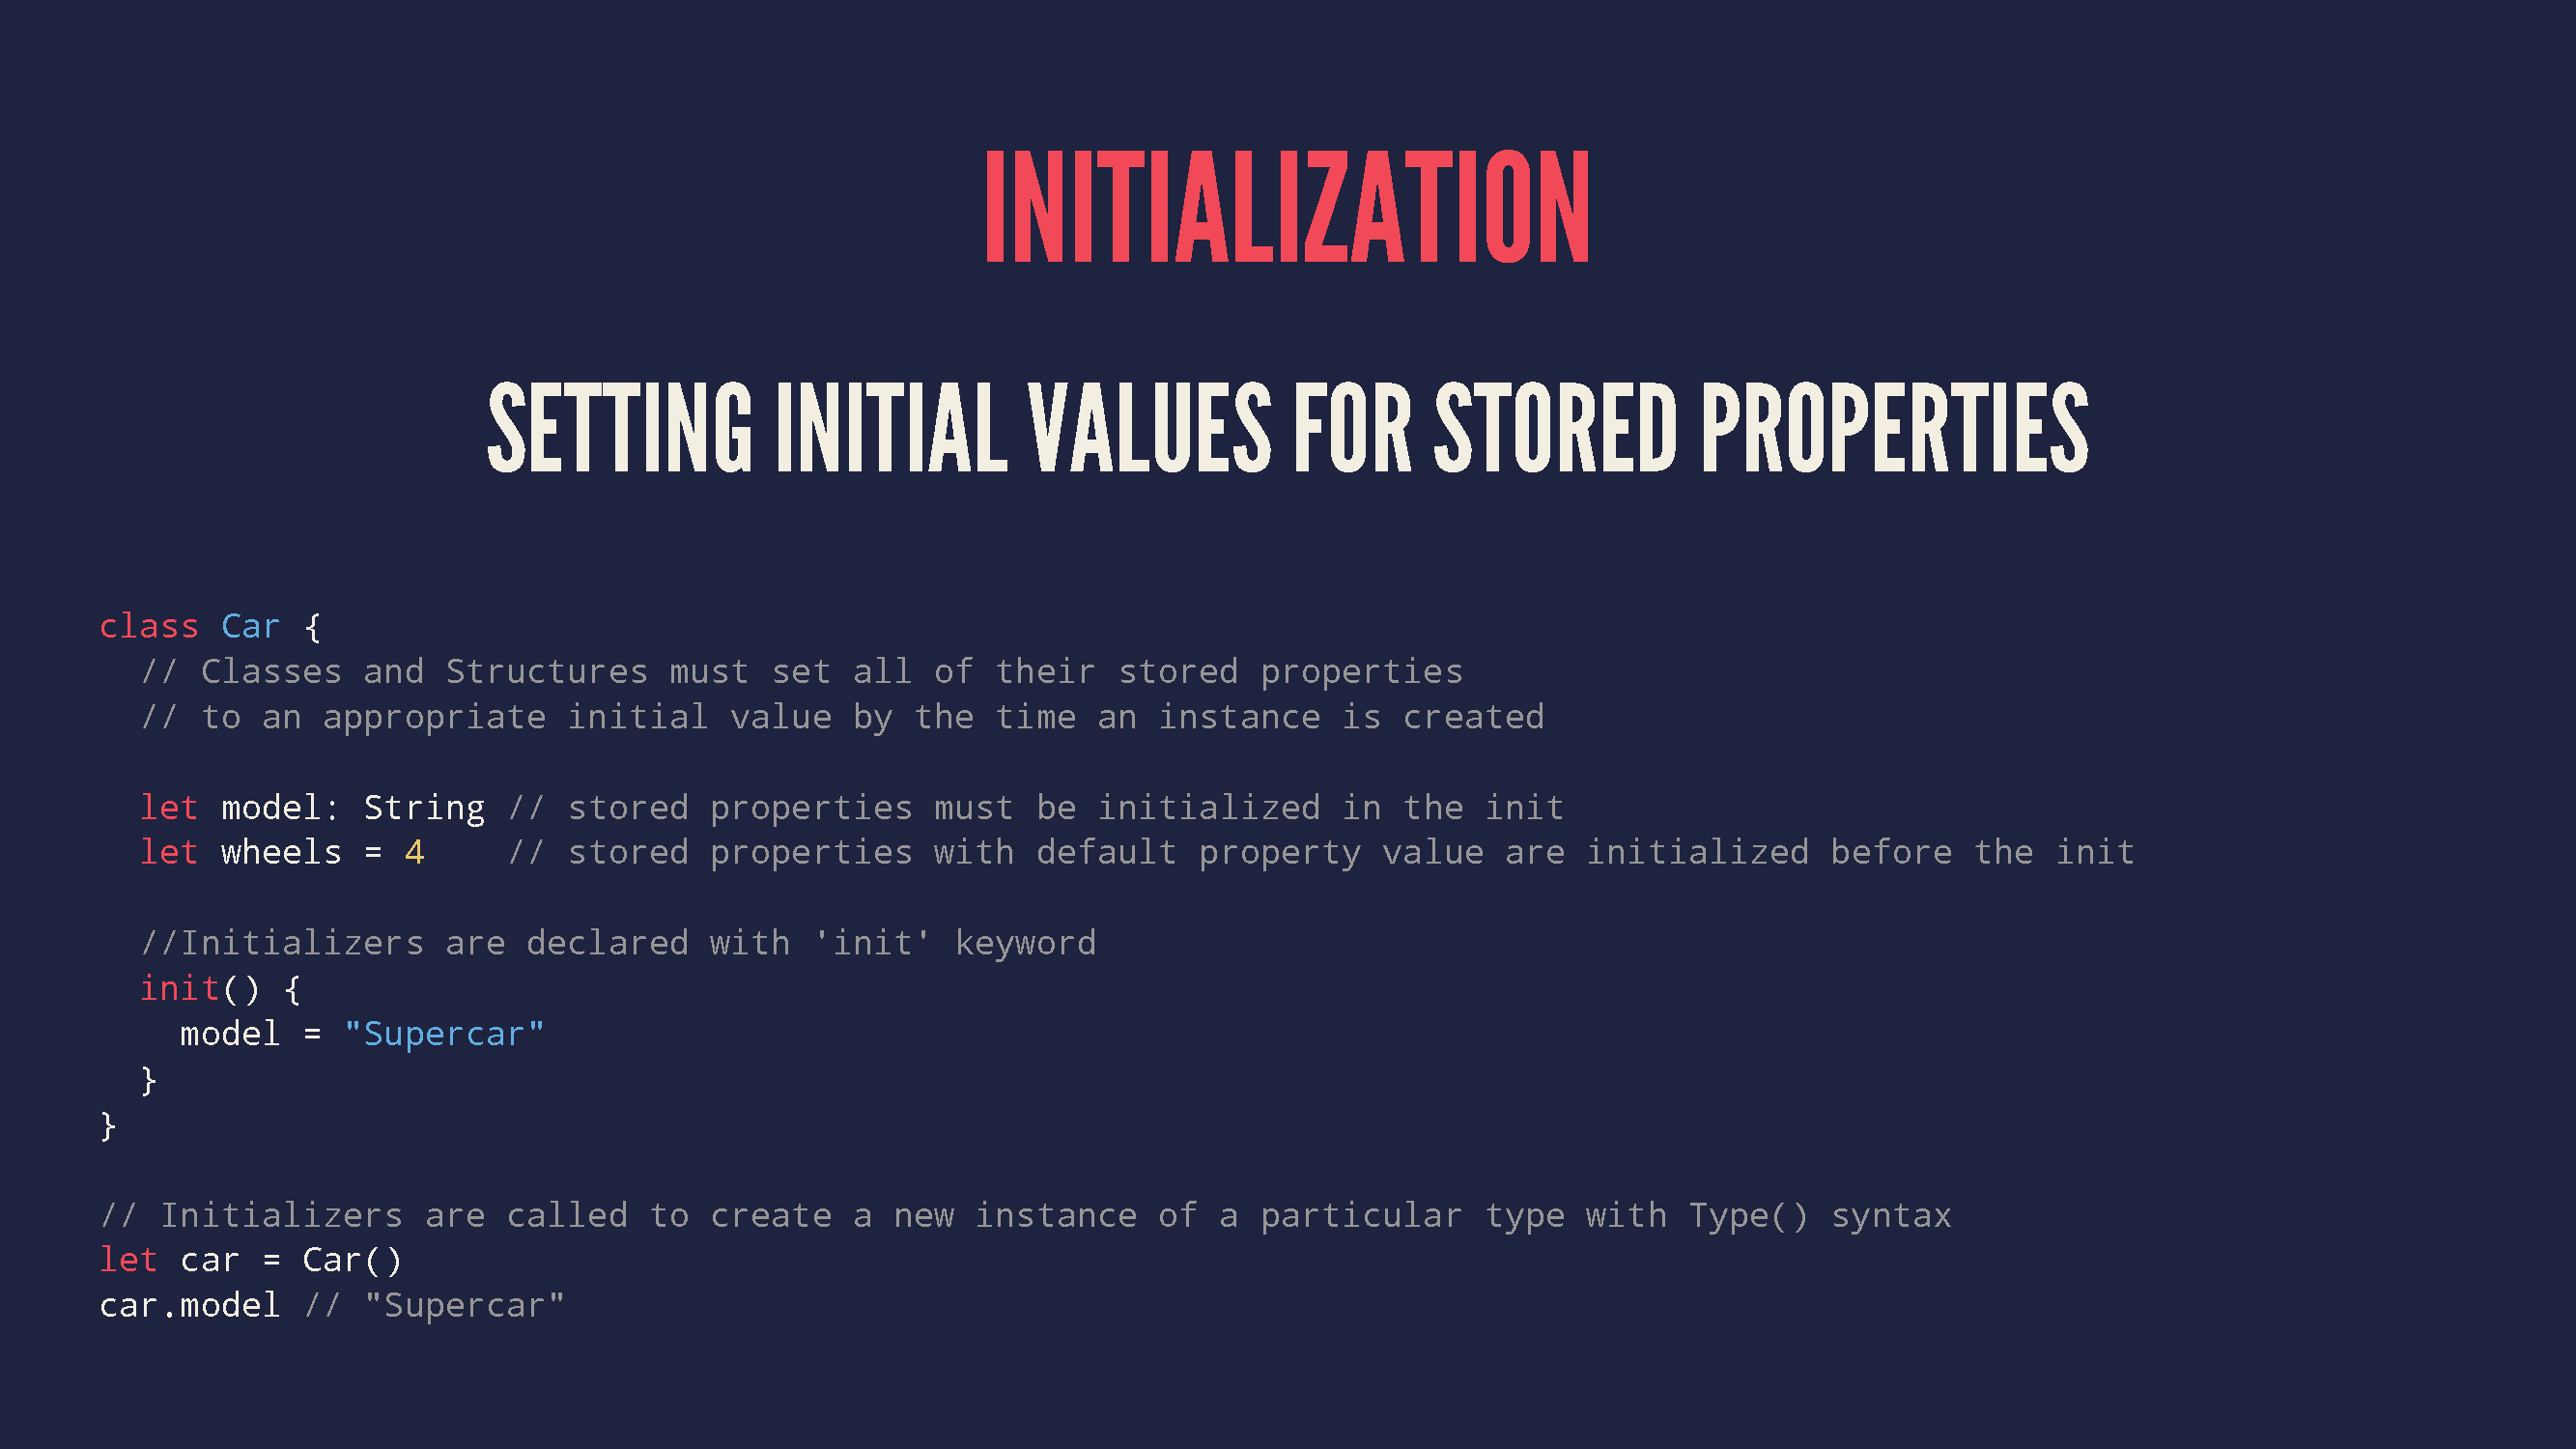 INITIALIZATION
SETTING INITIAL VALUES FOR STORED PROPERTIES
class Car {
  // Classes and Structures must set all of their stored properties
  // to an appropriate initial value by the time an instance is created
  let model: String // stored properties must be initialized in the init
  let wheels = 4    // stored properties with default property value are initialized before the init
  //Initializers are declared with 'init' keyword
  init() {
    model = "Supercar"
  }
}
// Initializers are called to create a new instance of a particular type with Type() syntax
let car = Car()
car.model // "Supercar"